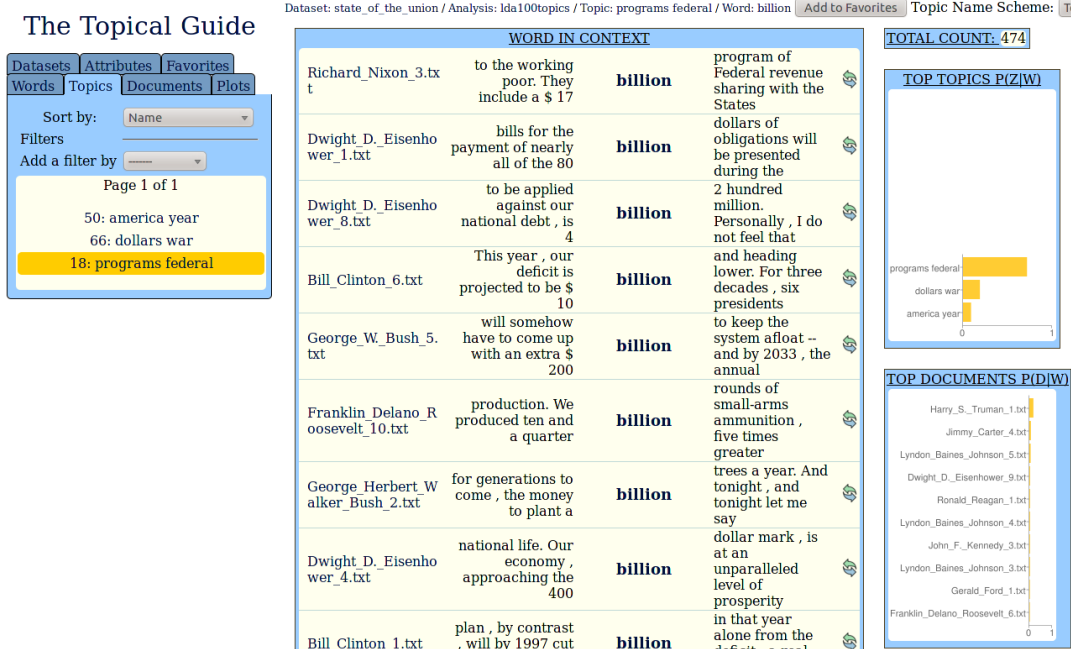 The Topical Guide
Datasets Attributes Favorites
Words Topics Documents Plots
Sort by: Name
Filters
Add a filter by -------
Page 1 of 1
50: america year
66: dollars war
18: programs federal
Dataset: state_of_the_union / Analysis: lda100topics / Topic: programs federal / Word: billion Add to Favorites Topic Name Scheme:
WORD IN CONTEXT
Richard_Nixon_3.tx
t
to the working
poor. They
include a $ 17
billion
program of
Federal revenue
sharing with the
States
Dwight_D._Eisenho
wer_1.txt
bills for the
payment of nearly
all of the 80
billion
dollars of
obligations will
be presented
during the
Dwight_D._Eisenho
wer_8.txt
to be applied
against our
national debt , is
4
billion
2 hundred
million.
Personally , I do
not feel that
Bill_Clinton_6.txt
This year , our
deficit is
projected to be $
10
billion
and heading
lower. For three
decades , six
presidents
George_W._Bush_5.
txt
will somehow
have to come up
with an extra $
200
billion
to keep the
system afloat --
and by 2033 , the
annual
Franklin_Delano_R
oosevelt_10.txt
production. We
produced ten and
a quarter
billion
rounds of
small-arms
ammunition ,
five times
greater
George_Herbert_W
alker_Bush_2.txt
for generations to
come , the money
to plant a
billion
trees a year. And
tonight , and
tonight let me
say
Dwight_D._Eisenho
wer_4.txt
national life. Our
economy ,
approaching the
400
billion
dollar mark , is
at an
unparalleled
level of
prosperity
Bill_Clinton_1.txt
plan , by contrast
, will by 1997 cut
billion
in that year
alone from the
TOTAL COUNT: 474
TOP TOPICS P(Z|W)
programs federal
dollars war
america year
0 1
TOP DOCUMENTS P(D|W)
Harry_S._Truman_1.txt
Jimmy_Carter_4.txt
Lyndon_Baines_Johnson_5.txt
Dwight_D._Eisenhower_9.txt
Ronald_Reagan_1.txt
Lyndon_Baines_Johnson_4.txt
John_F._Kennedy_3.txt
Lyndon_Baines_Johnson_3.txt
Gerald_Ford_1.txt
Franklin_Delano_Roosevelt_6.txt
0 1